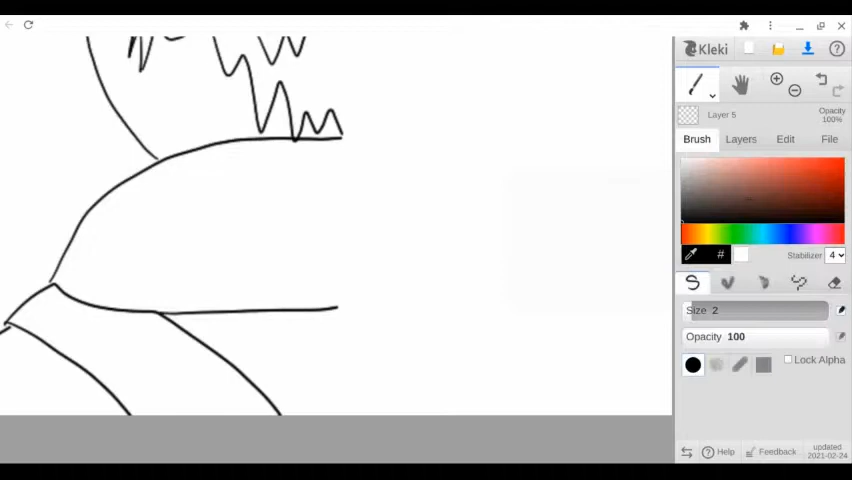 Kleki
Layer 5
Opacity
100%
Brush Layers Edit File
# Stabilizer 4
Size 2
Opacity 100
Lock Alpha
Help Feedback updated
2021-02-24